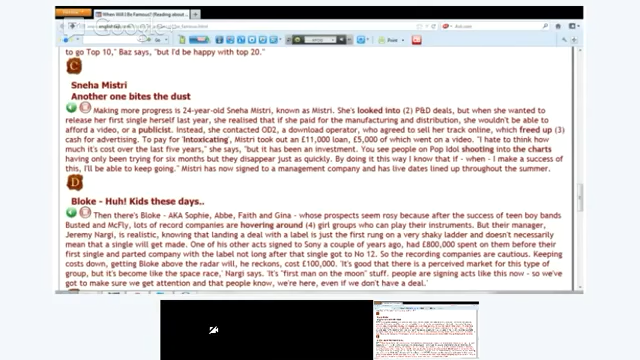 When Will I Be Famous? (Reading about
to go Top 10," Baz says, "but I'd be happy with top 20."
C
Sneha Mistri
Another one bites the dust
Making more progress is 24-year-old Sneha Mistri, known as Mistri. She's looked into (2) P&D deals, but when she wanted to
release her first single herself last year, she realised that if she paid for the manufacturing and distribution, she wouldn't be able to
afford a video, or a publicist. Instead, she contacted OD2, a download operator, who agreed to sell her track online, which freed up (3)
cash for advertising. To pay for 'Intoxicating', Mistri took out an £11,000 loan, £5,000 of which went on a video. "I hate to think how
much it's cost over the last five years," she says, "but it has been an investment. You see people on Pop Idol shooting into the charts
having only been trying for six months but they disappear just as quickly. By doing it this way I know that if - when - I make a success of
this, I'll be able to keep going." Mistri has now signed to a management company and has live dates lined up throughout the summer.
D
Bloke - Huh! Kids these days..
Then there's Bloke - AKA Sophie, Abbe, Faith and Gina - whose prospects seem rosy because after the success of teen boy bands
Busted and McFly, lots of record companies are hovering around (4) girl groups who can play their instruments. But their manager,
Jeremy Nargi, is realistic, knowing that landing a deal with a label is just the first rung on a very shaky ladder and doesn't necessarily
mean that a single will get made. One of his other acts signed to Sony a couple of years ago, had £800,000 spent on them before their
first single and parted company with the label not long after that single got to No 12. So the recording companies are cautious. Keeping
costs down, getting Bloke above the radar will, he reckons, cost £100,000. 'It's good that there is a perceived market for this type of
group, but it's become like the space race,' Nargi says. It's "first man on the moon" stuff. people are signing acts like this now - so we've
got to make sure we get attention and that people know, we're here, even if we don't have a deal.'